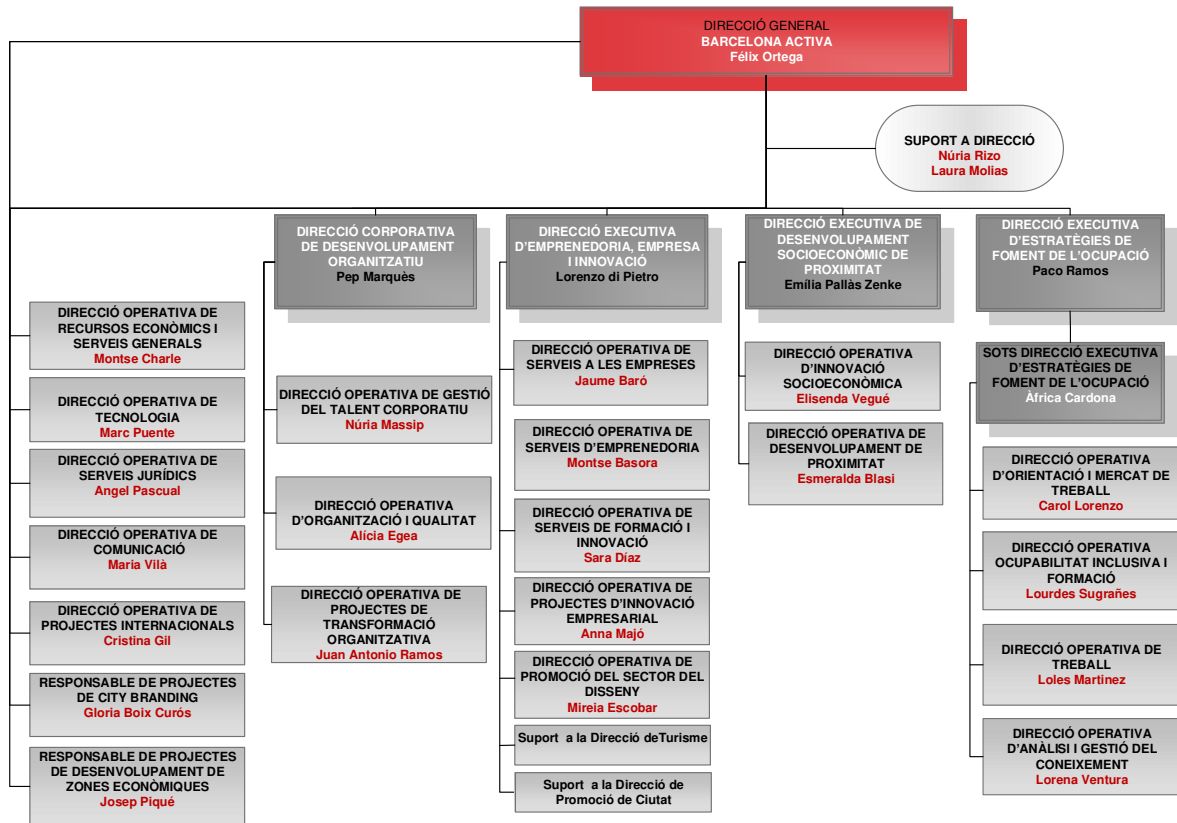 DIRECCIÓ GENERAL
BARCELONA ACTIVA
Félix Ortega
SUPORT A DIRECCIÓ
Núria Rizo
Laura Molias
DIRECCIÓ OPERATIVA DE
RECURSOS ECONÒMICS I
SERVEIS GENERALS
Montse Charle
DIRECCIÓ OPERATIVA DE
TECNOLOGIA
Marc Puente
DIRECCIÓ OPERATIVA DE
SERVEIS JURÍDICS
Angel Pascual
DIRECCIÓ OPERATIVA DE
COMUNICACIÓ
Maria Vilà
DIRECCIÓ OPERATIVA DE
PROJECTES INTERNACIONALS
Cristina Gil
RESPONSABLE DE PROJECTES
DE CITY BRANDING
Gloria Boix Curós
RESPONSABLE DE PROJECTES
DE DESENVOLUPAMENT DE
ZONES ECONÒMIQUES
Josep Piqué
DIRECCIÓ CORPORATIVA
DE DESENVOLUPAMENT
ORGANITZATIU
Pep Marquès
DIRECCIÓ OPERATIVA DE GESTIÓ
DEL TALENT CORPORATIU
Núria Massip
DIRECCIÓ OPERATIVA
D'ORGANITZACIÓ I QUALITAT
Alícia Egea
DIRECCIÓ OPERATIVA DE
PROJECTES DE
TRANSFORMACIÓ
ORGANITZATIVA
Juan Antonio Ramos
DIRECCIÓ EXECUTIVA
D'EMPRENEDORIA, EMPRESA
I INNOVACIÓ
Lorenzo di Pietro
DIRECCIÓ OPERATIVA DE
SERVEIS A LES EMPRESES
Jaume Baró
DIRECCIÓ OPERATIVA DE
SERVEIS D'EMPRENEDORIA
Montse Basora
DIRECCIÓ OPERATIVA DE
SERVEIS DE FORMACIÓ I
INNOVACIÓ
Sara Díaz
DIRECCIÓ OPERATIVA DE
PROJECTES D'INNOVACIÓ
EMPRESARIAL
Anna Majó
DIRECCIÓ OPERATIVA DE
PROMOCIÓ DEL SECTOR DEL
DISSENY
Mireia Escobar
Suport a la Direcció deTurisme
Suport a la Direcció de
Promoció de Ciutat
DIRECCIÓ EXECUTIVA DE
DESENVOLUPAMENT
SOCIOECONÒMIC DE
PROXIMITAT
Emília Pallàs Zenke
DIRECCIÓ OPERATIVA
D'INNOVACIÓ
SOCIOECONÒMICA
Elisenda Vegué
DIRECCIÓ OPERATIVA DE
DESENVOLUPAMENT DE
PROXIMITAT
Esmeralda Blasi
DIRECCIÓ EXECUTIVA
D'ESTRATÈGIES DE
FOMENT DE L'OCUPACIÓ
Paco Ramos
SOTS DIRECCIÓ EXECUTIVA
D'ESTRATÈGIES DE
FOMENT DE L'OCUPACIÓ
Àfrica Cardona
DIRECCIÓ OPERATIVA
D'ORIENTACIÓ I MERCAT DE
TREBALL
Carol Lorenzo
DIRECCIÓ OPERATIVA
OCUPABILITAT INCLUSIVA I
FORMACIÓ
Lourdes Sugrañes
DIRECCIÓ OPERATIVA DE
TREBALL
Loles Martinez
DIRECCIÓ OPERATIVA
D'ANÀLISI I GESTIÓ DEL
CONEIXEMENT
Lorena Ventura